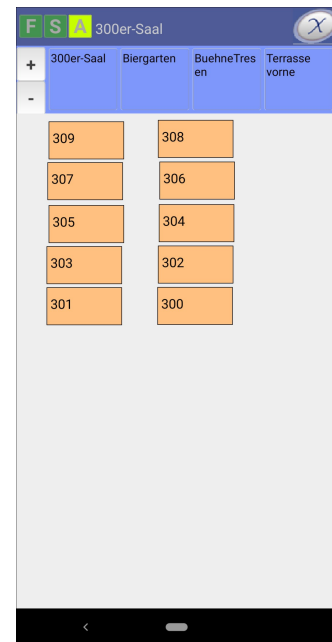 F S A 300er-Saal X
+ 300er-Saal Biergarten BuehneTres Terrasse
en vorne
-
309 308
307 306
305 304
303 302
301 300